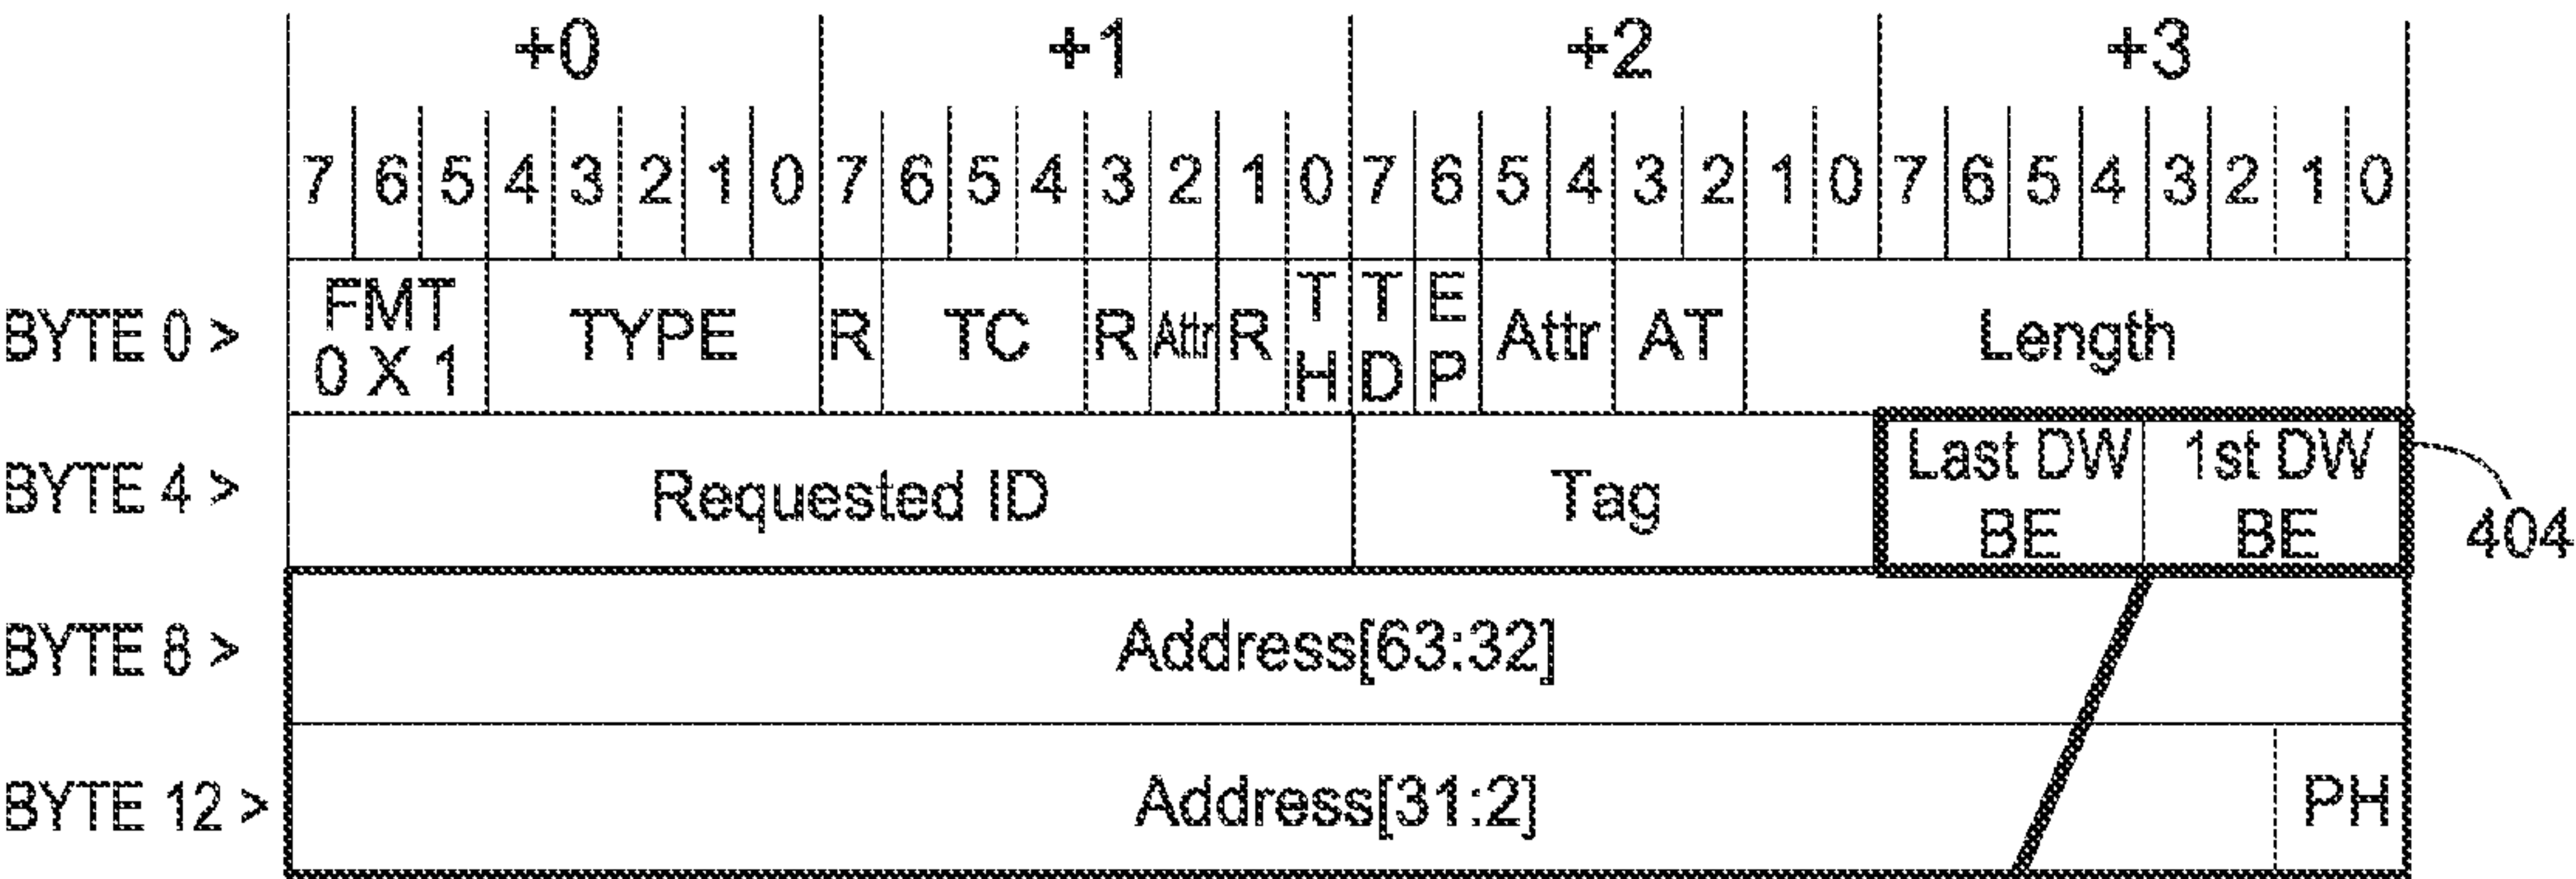 +0 +1 +2 +3
7 6 5 4 3 2 1 0 7 6 5 4 3 2 1 0 7 6 5 4 3 2 1 0 7 6 5 4 3 2 1 0
BYTE 0 > FMT 0 X 1 TYPE R TC R Attr R TH TD EP Attr AT Length
BYTE 4 > Requested ID Tag Last DW BE 1st DW BE 404
BYTE 8 > Address[63:32]
BYTE 12 > Address[31:2] PH